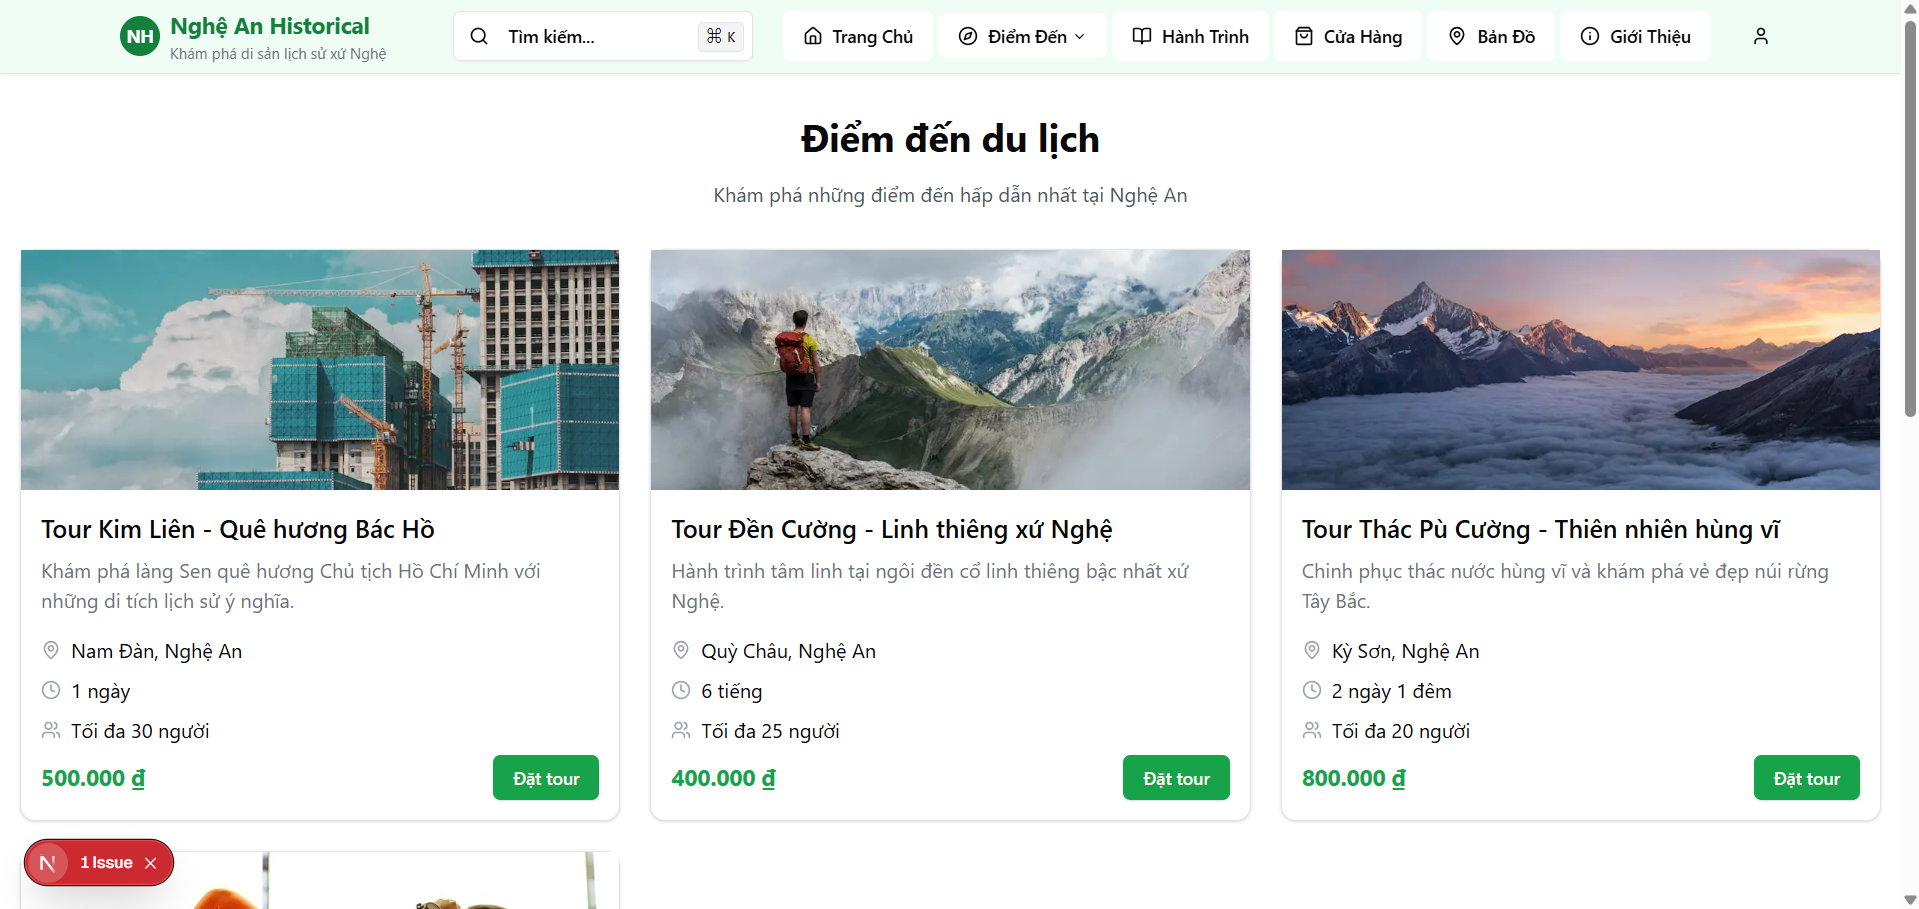 NH
Nghệ An Historical
Khám phá di sản lịch sử xứ Nghệ
Tìm kiếm...
⌘ K
Trang Chủ
Điểm Đến
Hành Trình
Cửa Hàng
Bản Đồ
Giới Thiệu
Điểm đến du lịch
Khám phá những điểm đến hấp dẫn nhất tại Nghệ An
Tour Kim Liên - Quê hương Bác Hồ
Khám phá làng Sen quê hương Chủ tịch Hồ Chí Minh với
những di tích lịch sử ý nghĩa.
Nam Đàn, Nghệ An
1 ngày
Tối đa 30 người
500.000 ₫
Đặt tour
Tour Đền Cường - Linh thiêng xứ Nghệ
Hành trình tâm linh tại ngôi đền cổ linh thiêng bậc nhất xứ
Nghệ.
Quỳ Châu, Nghệ An
6 tiếng
Tối đa 25 người
400.000 ₫
Đặt tour
Tour Thác Pù Cường - Thiên nhiên hùng vĩ
Chinh phục thác nước hùng vĩ và khám phá vẻ đẹp núi rừng
Tây Bắc.
Kỳ Sơn, Nghệ An
2 ngày 1 đêm
Tối đa 20 người
800.000 ₫
Đặt tour
N
1 Issue